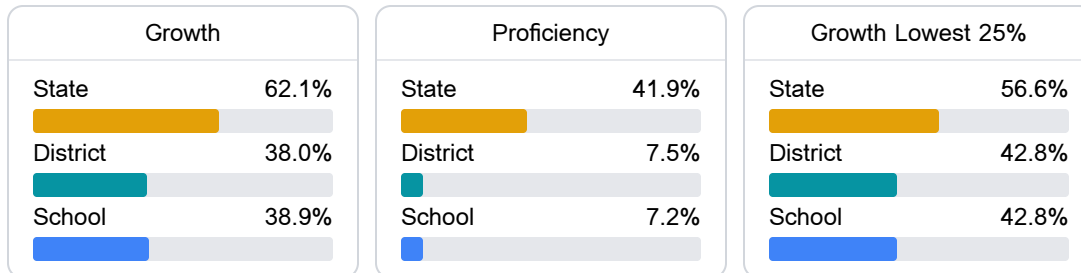 Growth
State 62.1%
District 38.0%
School 38.9%
Proficiency
State 41.9%
District 7.5%
School 7.2%
Growth Lowest 25%
State 56.6%
District 42.8%
School 42.8%